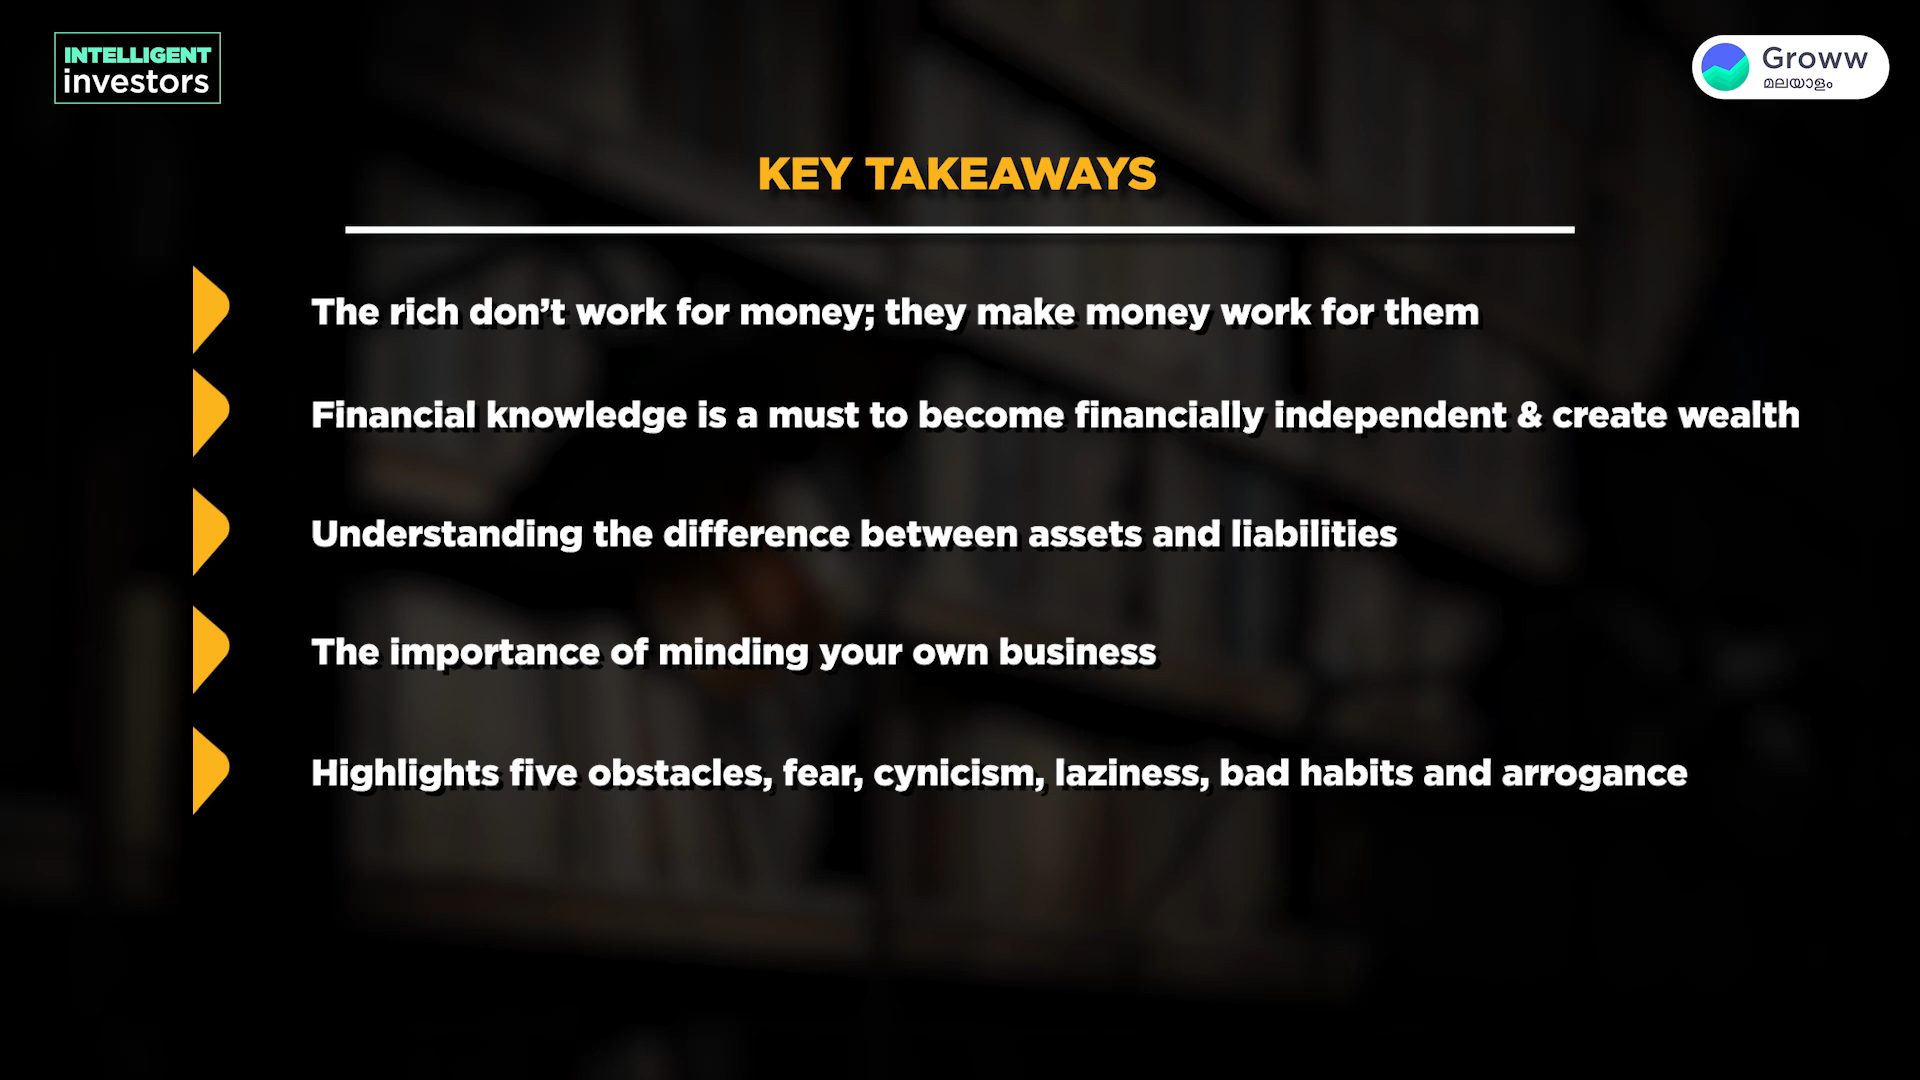 INTELLIGENT
investors
Groww
മലയാളം
KEY TAKEAWAYS
The rich don’t work for money; they make money work for them
Financial knowledge is a must to become financially independent & create wealth
Understanding the difference between assets and liabilities
The importance of minding your own business
Highlights five obstacles, fear, cynicism, laziness, bad habits and arrogance